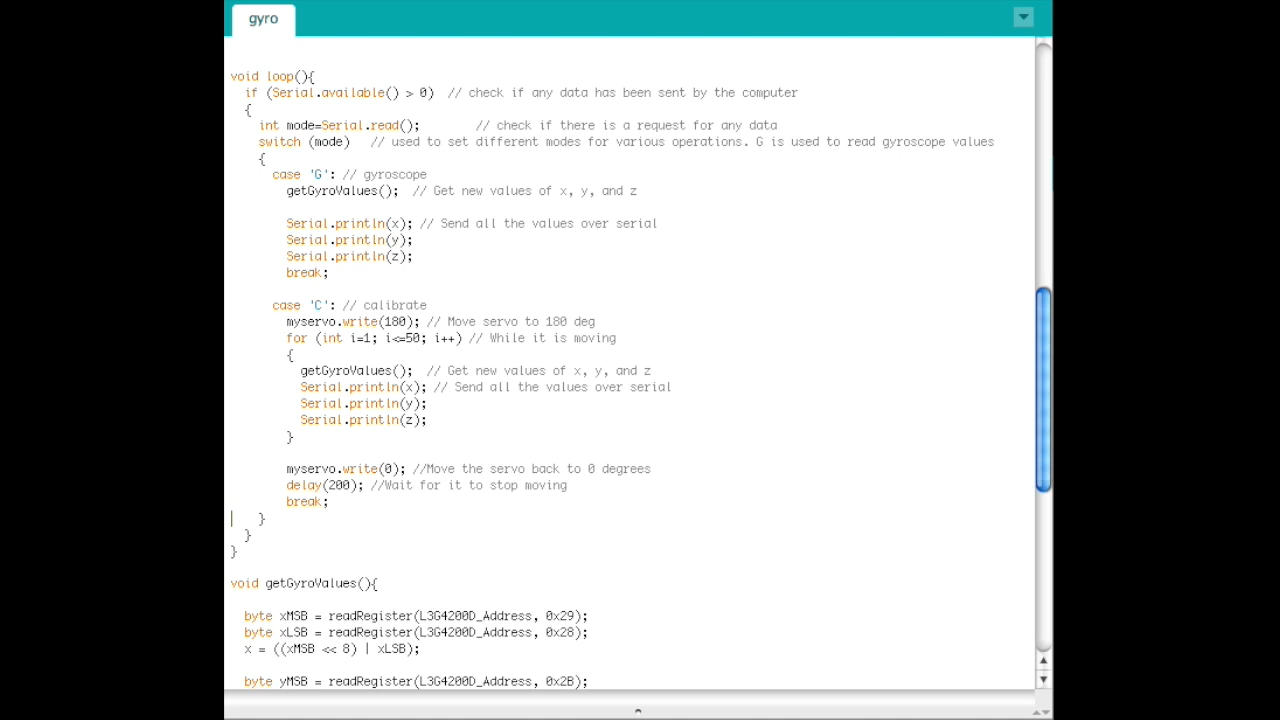 gyro
void loop(){
if (Serial.available() > 0) // check if any data has been sent by the computer
{
int mode=Serial.read(); // check if there is a request for any data
switch (mode) // used to set different modes for various operations. G is used to read gyroscope values
{
case 'G': // gyroscope
getGyroValues(); // Get new values of x, y, and z
Serial.println(x); // Send all the values over serial
Serial.println(y);
Serial.println(z);
break;
case 'C': // calibrate
myservo.write(180); // Move servo to 180 deg
for (int i=1; i<=50; i++) // While it is moving
{
getGyroValues(); // Get new values of x, y, and z
Serial.println(x); // Send all the values over serial
Serial.println(y);
Serial.println(z);
}
myservo.write(0); //Move the servo back to 0 degrees
delay(200); //Wait for it to stop moving
break;
}
}
}
void getGyroValues(){
byte xMSB = readRegister(L3G4200D_Address, 0x29);
byte xLSB = readRegister(L3G4200D_Address, 0x28);
x = ((xMSB << 8) | xLSB);
byte yMSB = readRegister(L3G4200D_Address, 0x2B);